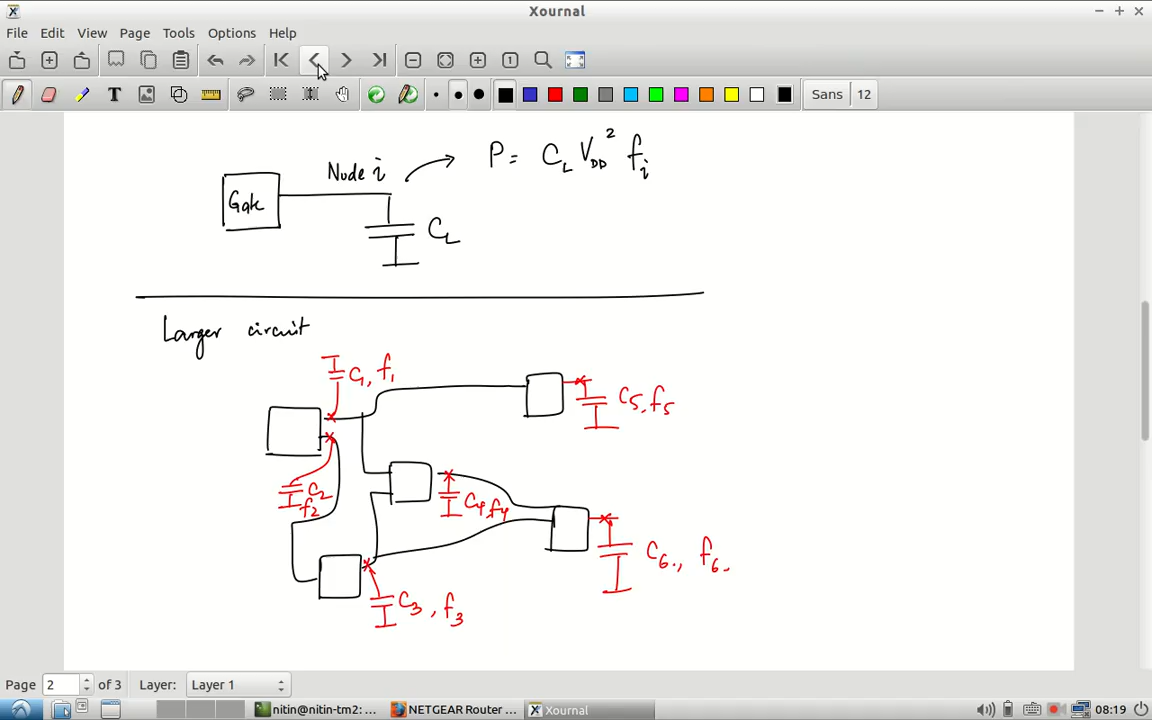 Xournal
File Edit View Page Tools Options Help
T Sans 12
Node i P = C_L V_DD^2 f_i
Gate
C_L
Larger circuit
C1, f1
C5, f5
C2
f2
C4, f4
C6., f6.
C3, f3
Page 2 of 3 Layer: Layer 1
nitin@nitin-tm2: ... NETGEAR Router ... Xournal 08:19